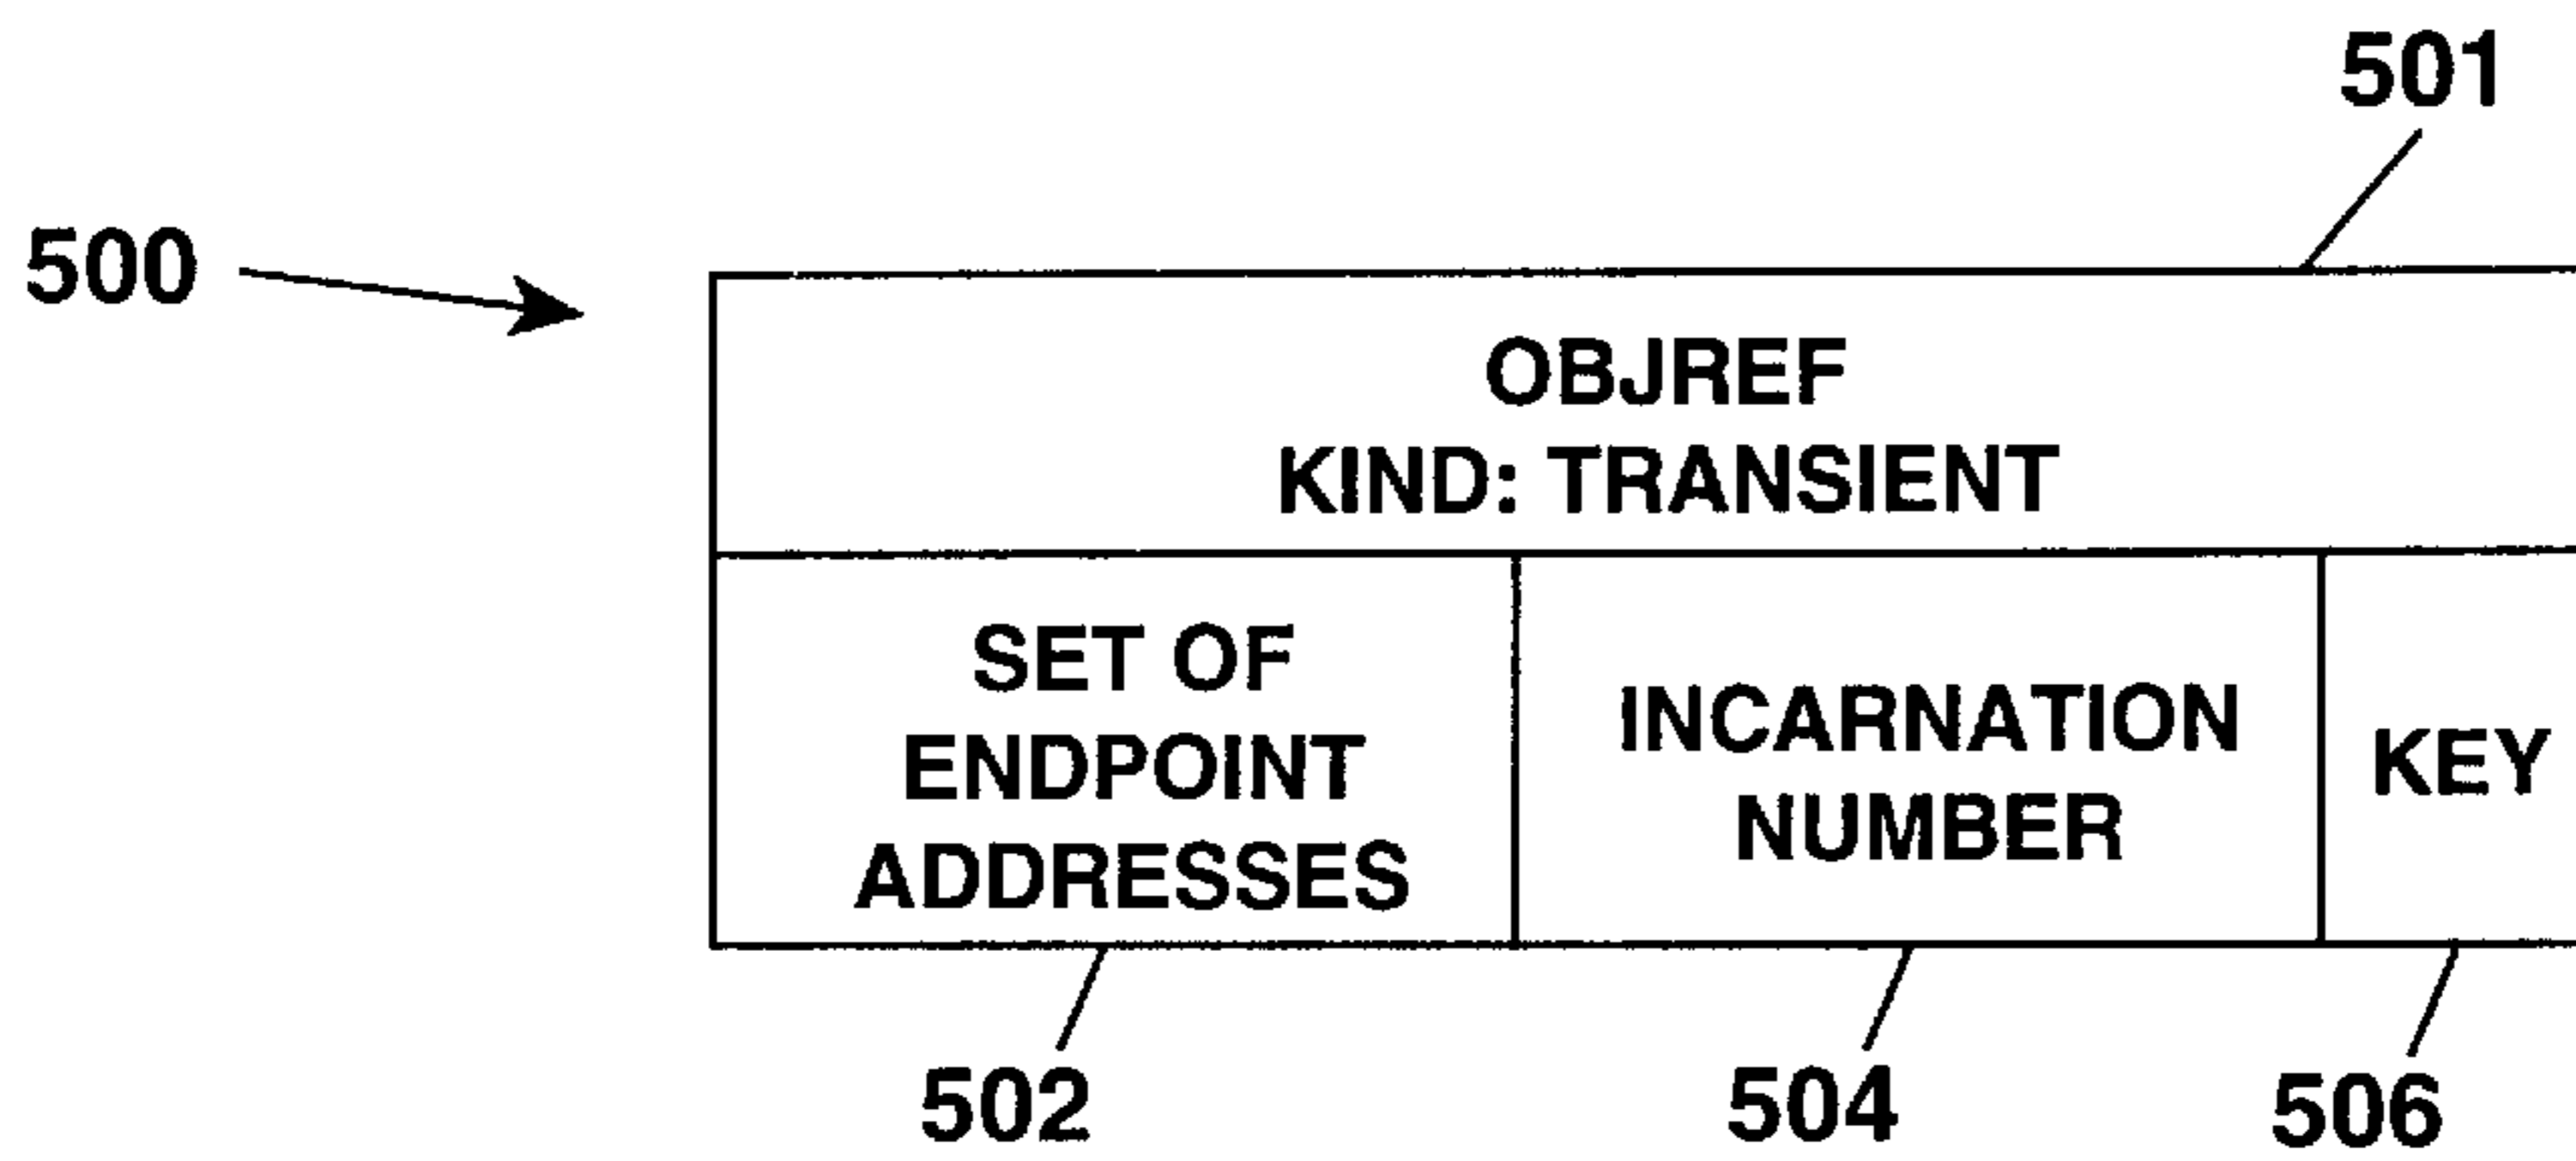 501
500
OBJREF
KIND: TRANSIENT
SET OF
ENDPOINT
ADDRESSES
INCARNATION
NUMBER
KEY
502
504
506